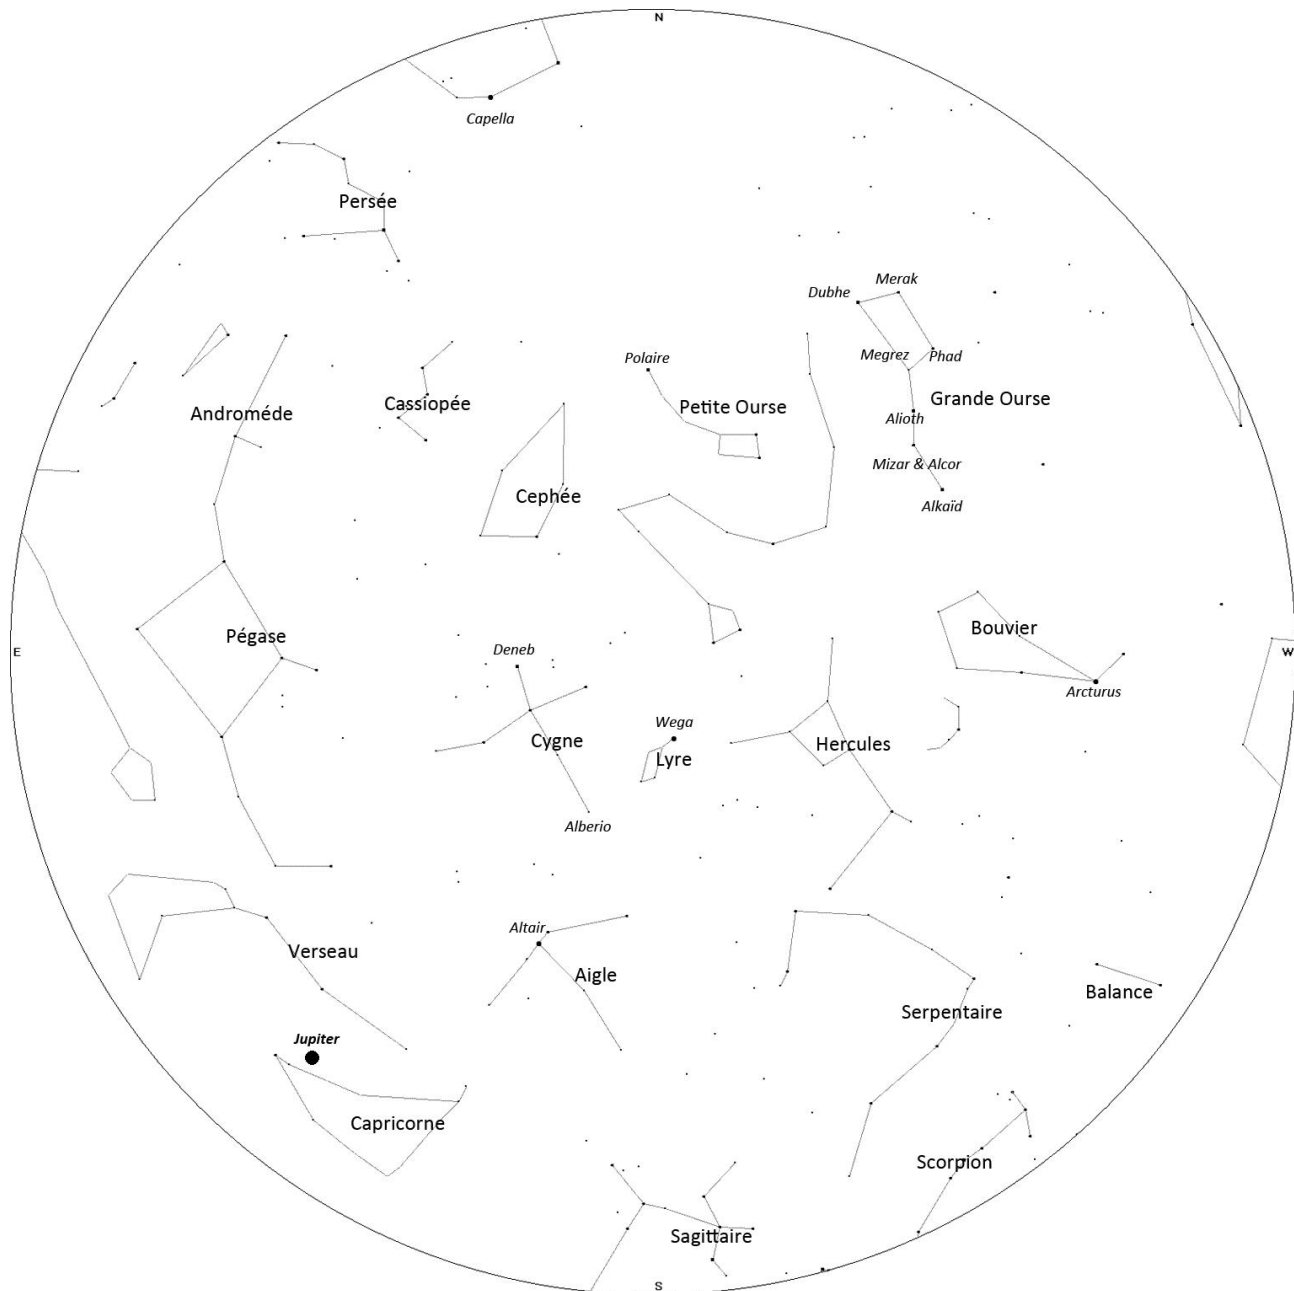 N
Capella
Persée
Merak
Dubhe
Polaire
Megrez
Phad
Androméde
Cassiopée
Petite Ourse
Grande Ourse
Alioth
Mizar & Alcor
Cephée
Alkaïd
Pégase
Bouvier
E
Deneb
W
Arcturus
Wega
Cygne
Hercules
Lyre
Alberio
Altair
Verseau
Aigle
Balance
Serpentaire
Jupiter
Capricorne
Scorpion
Sagittaire
S